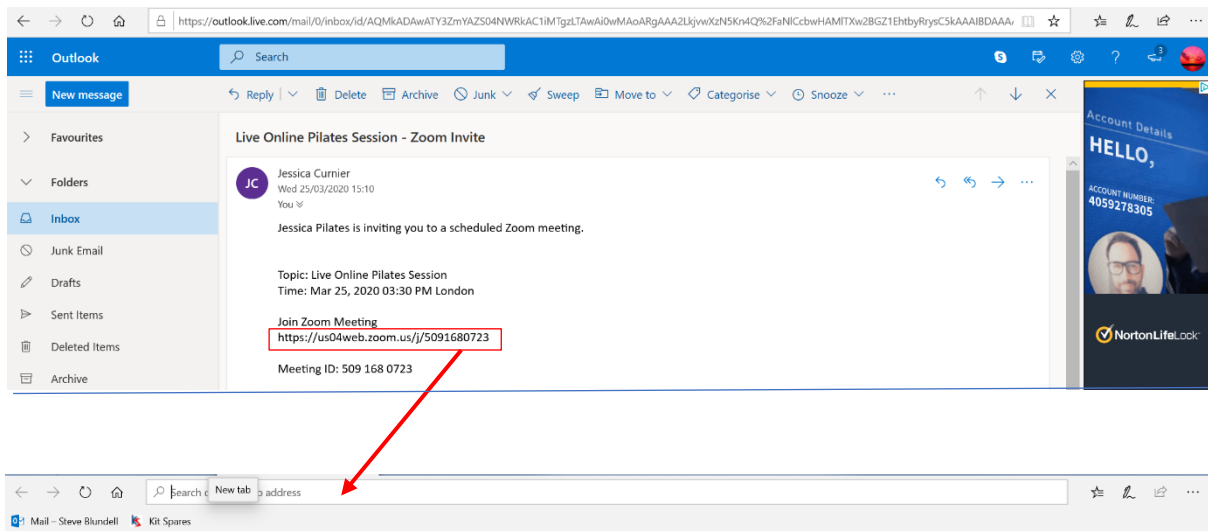 https://outlook.live.com/mail/0/inbox/id/AQMkADAwATY3ZmYAZS04NWRkAC1iMTgzLTAwAi0wMAoARgAAA2LkjvwXzN5Kn4Q%2FaNlCcbwHAMlTXw2BGZ1EhtbyRrysC5kAAAIBDAAA
Outlook
Search
S
?
3
New message
Reply
Delete
Archive
Junk
Sweep
Move to
Categorise
Snooze
Favourites
Folders
Inbox
Junk Email
Drafts
Sent Items
Deleted Items
Archive
Live Online Pilates Session - Zoom Invite
JC
Jessica Curnier
Wed 25/03/2020 15:10
You
Jessica Pilates is inviting you to a scheduled Zoom meeting.
Topic: Live Online Pilates Session
Time: Mar 25, 2020 03:30 PM London
Join Zoom Meeting
https://us04web.zoom.us/j/5091680723
Meeting ID: 509 168 0723
Account Details
HELLO,
ACCOUNT NUMBER:
4059278305
NortonLifeLock
Search address
New tab
Mail – Steve Blundell Kit Spares